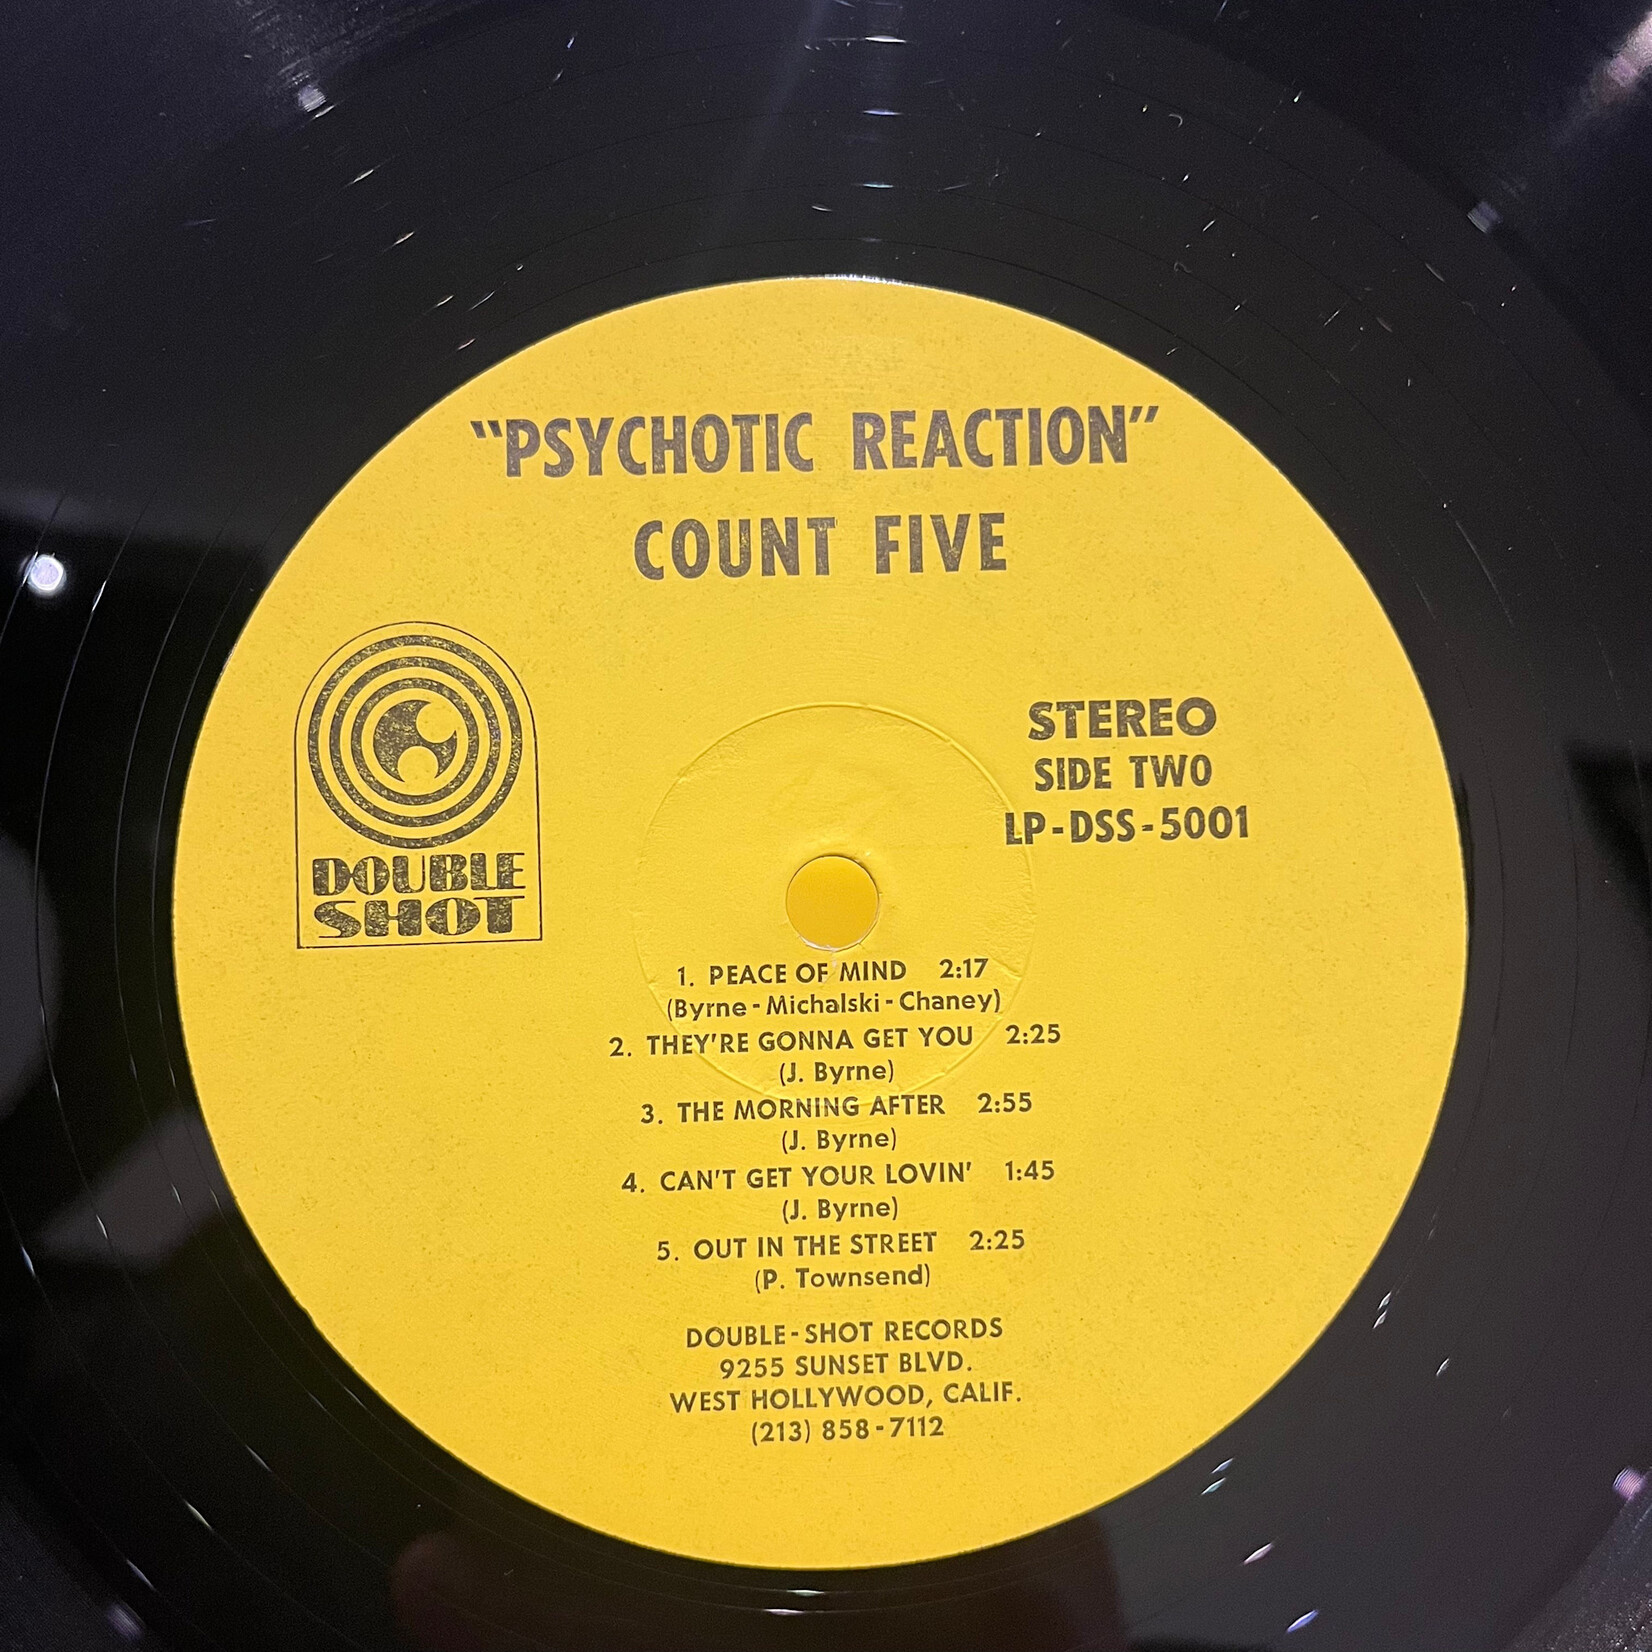 "PSYCHOTIC REACTION"
COUNT FIVE
DOUBLE
SHOT
STEREO
SIDE TWO
LP-DSS-5001
1. PEACE OF MIND 2:17
(Byrne - Michalski - Chaney)
2. THEY'RE GONNA GET YOU 2:25
(J. Byrne)
3. THE MORNING AFTER 2:55
(J. Byrne)
4. CAN'T GET YOUR LOVIN' 1:45
(J. Byrne)
5. OUT IN THE STREET 2:25
(P. Townsend)
DOUBLE-SHOT RECORDS
9255 SUNSET BLVD.
WEST HOLLYWOOD, CALIF.
(213) 858-7112